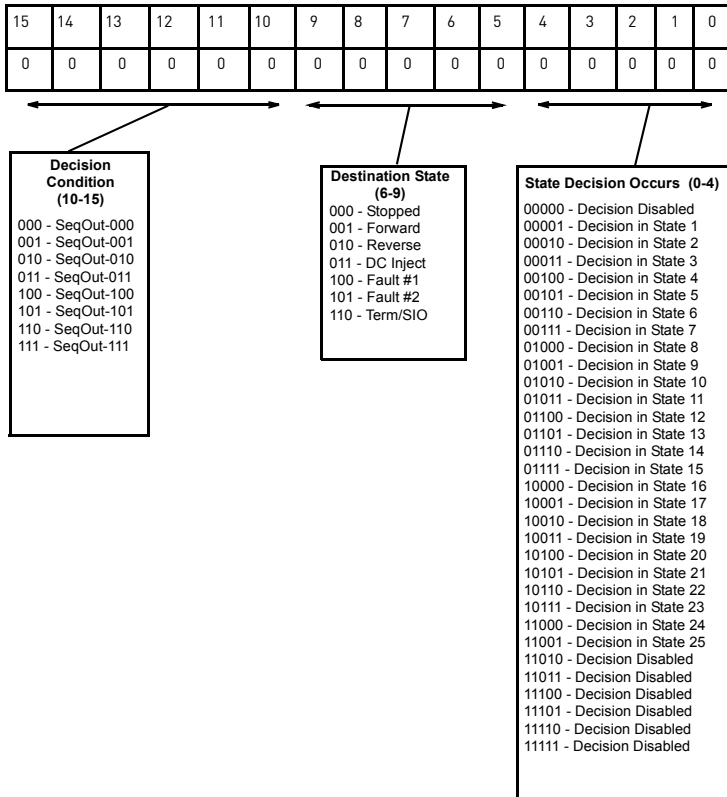 15 14 13 12 11 10 9 8 7 6 5 4 3 2 1 0
0 0 0 0 0 0 0 0 0 0 0 0 0 0 0 0
Decision
Condition
(10-15)
000 - SeqOut-000
001 - SeqOut-001
010 - SeqOut-010
011 - SeqOut-011
100 - SeqOut-100
101 - SeqOut-101
110 - SeqOut-110
111 - SeqOut-111
Destination State
(6-9)
000 - Stopped
001 - Forward
010 - Reverse
011 - DC Inject
100 - Fault #1
101 - Fault #2
110 - Term/SIO
State Decision Occurs (0-4)
00000 - Decision Disabled
00001 - Decision in State 1
00010 - Decision in State 2
00011 - Decision in State 3
00100 - Decision in State 4
00101 - Decision in State 5
00110 - Decision in State 6
00111 - Decision in State 7
01000 - Decision in State 8
01001 - Decision in State 9
01010 - Decision in State 10
01011 - Decision in State 11
01100 - Decision in State 12
01101 - Decision in State 13
01110 - Decision in State 14
01111 - Decision in State 15
10000 - Decision in State 16
10001 - Decision in State 17
10010 - Decision in State 18
10011 - Decision in State 19
10100 - Decision in State 20
10101 - Decision in State 21
10110 - Decision in State 22
10111 - Decision in State 23
11000 - Decision in State 24
11001 - Decision in State 25
11010 - Decision Disabled
11011 - Decision Disabled
11100 - Decision Disabled
11101 - Decision Disabled
11110 - Decision Disabled
11111 - Decision Disabled